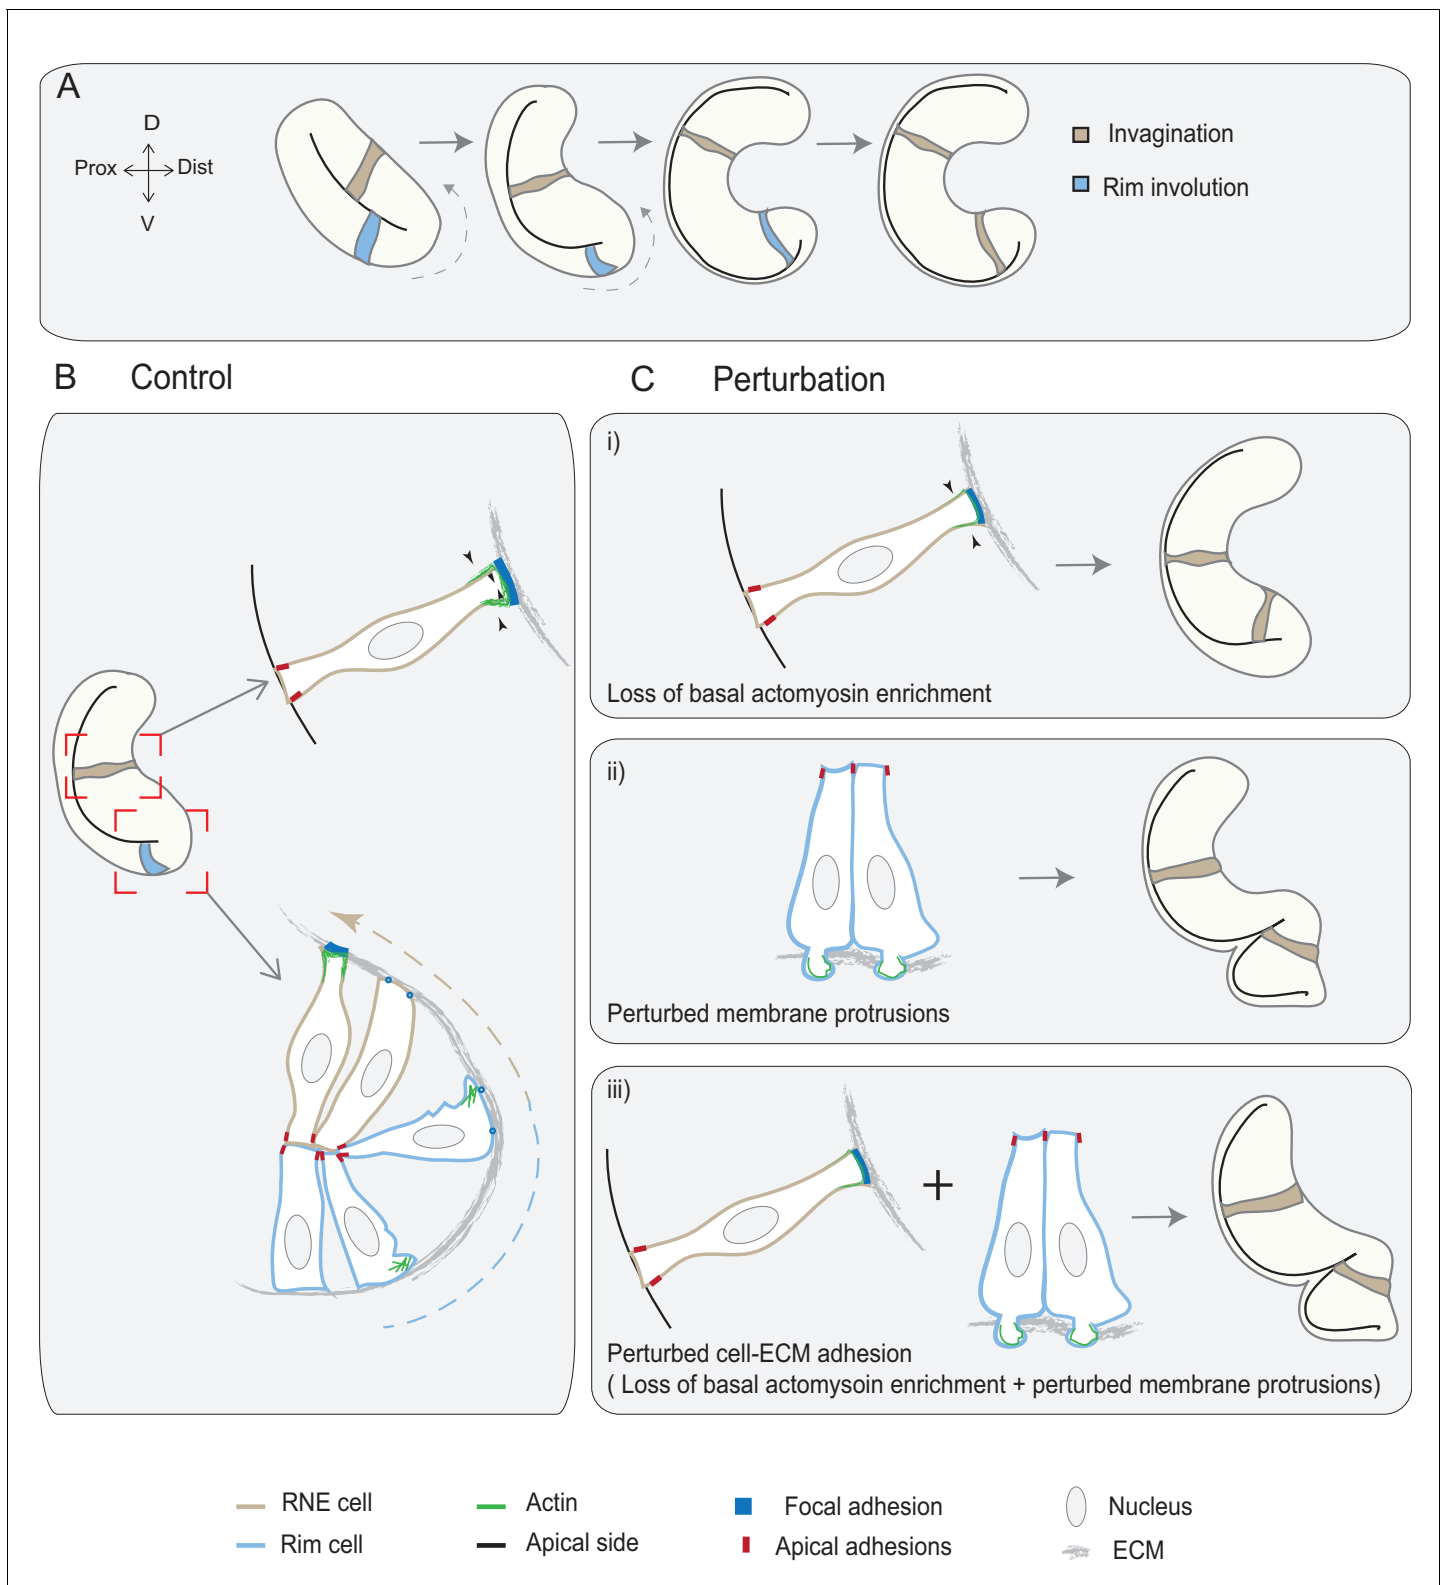 A
D
Prox
Dist
V
Invagination
Rim involution
B Control
C Perturbation
i)
Loss of basal actomyosin enrichment
ii)
Perturbed membrane protrusions
iii)
+
Perturbed cell-ECM adhesion
( Loss of basal actomysoin enrichment + perturbed membrane protrusions)
RNE cell
Actin
Focal adhesion
Nucleus
Rim cell
Apical side
Apical adhesions
ECM